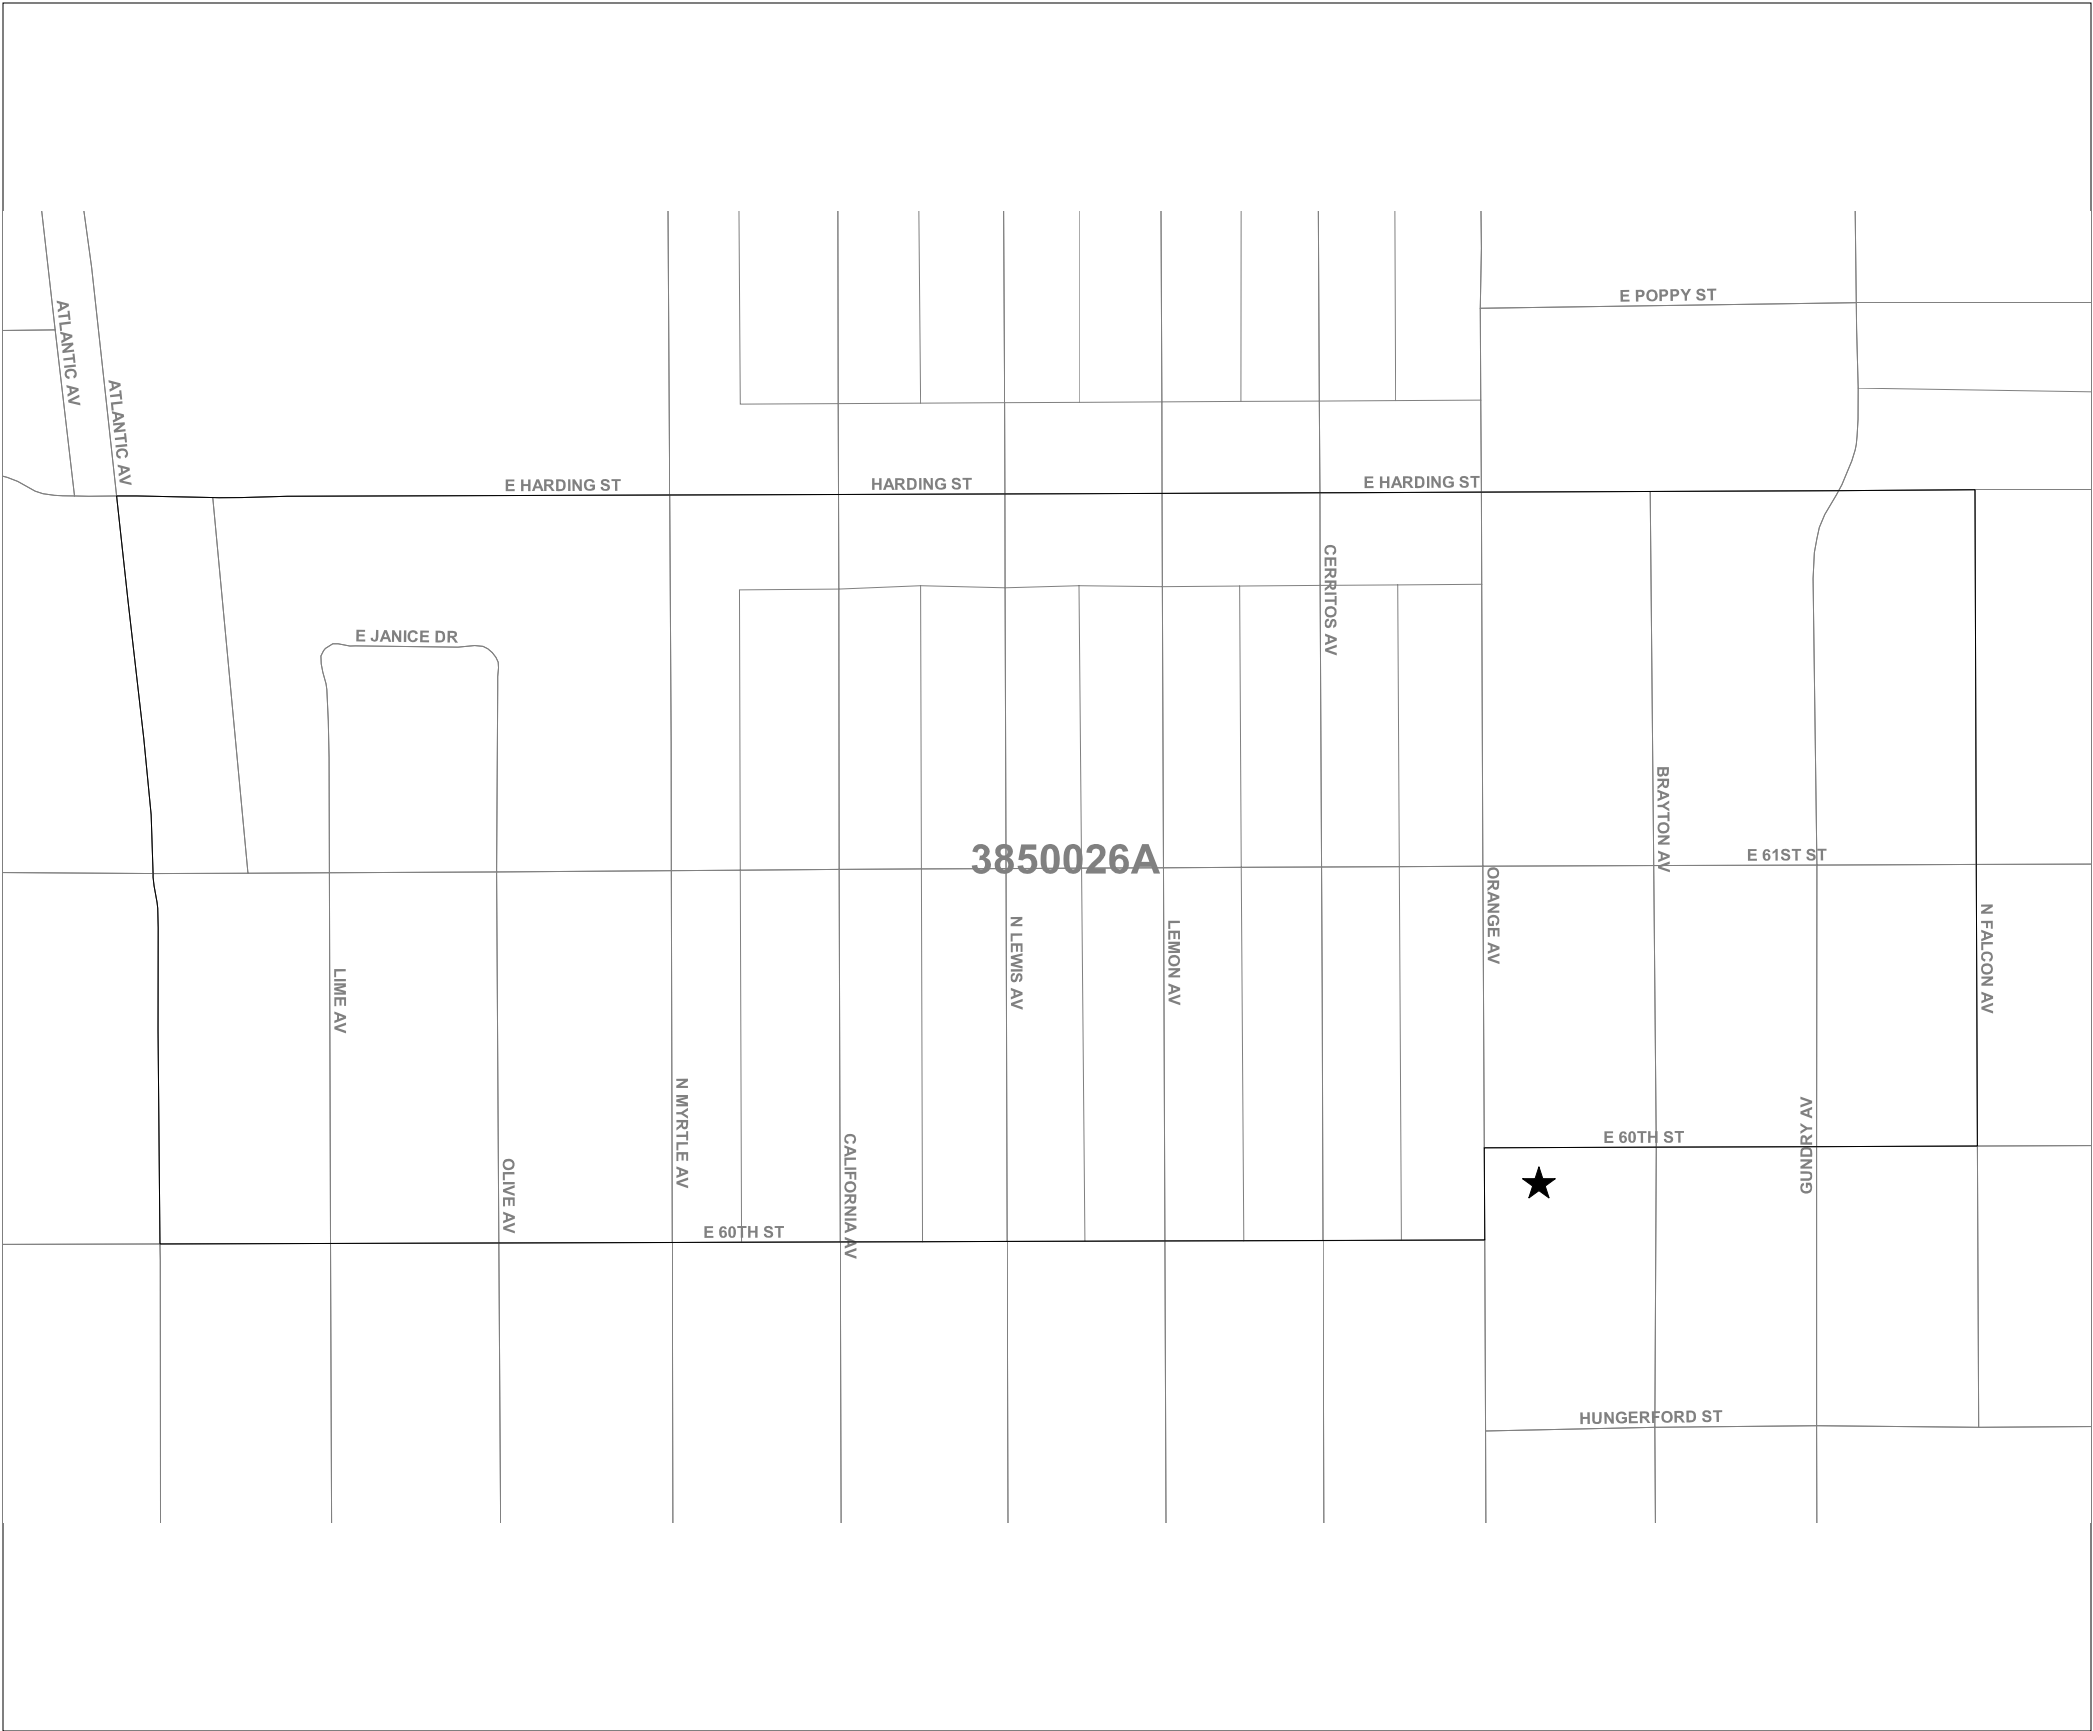 E POPPY ST
ATLANTIC AV
ATLANTIC AV
E HARDING ST
HARDING ST
E HARDING ST
CERRITOS AV
E JANICE DR
BRAYTON AV
3850026A
E 61ST ST
ORANGE AV
N FALCON AV
N LEWIS AV
LEMON AV
LIME AV
N MYRTLE AV
GUNDRY AV
E 60TH ST
CALIFORNIA AV
OLIVE AV
E 60TH ST
HUNGERFORD ST